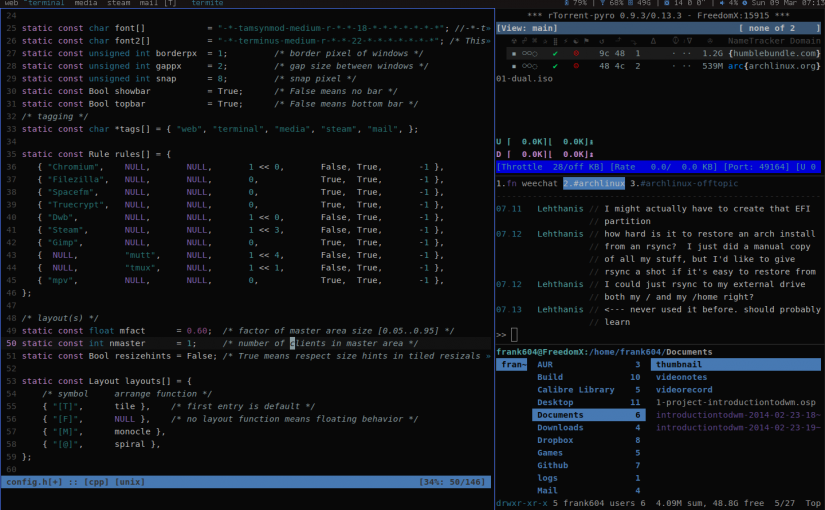 web ˜terminal media steam mail [T] termite
79% | 68% 49G | 14 0 0° | 4% Sun 09 Mar 07:13
24
25 static const char font[] = "-*-tamsynmod-medium-r-*-*-18-*-*-*-*-*-*-*"; //-*-t»
26 static const char font2[] = "-*-terminus-medium-r-*-*-22-*-*-*-*-*-*-*"; /* This»
27 static const unsigned int borderpx = 1; /* border pixel of windows */
28 static const unsigned int gappx = 2; /* gap size between windows */
29 static const unsigned int snap = 8; /* snap pixel */
30 static const Bool showbar = True; /* False means no bar */
31 static const Bool topbar = True; /* False means bottom bar */
32 /* tagging */
33 static const char *tags[] = { "web", "terminal", "media", "steam", "mail", };
34
35 static const Rule rules[] = {
36 { "Chromium", NULL, NULL, 1 << 0, False, True, -1 },
37 { "Filezilla", NULL, NULL, 0, True, True, -1 },
38 { "Spacefm", NULL, NULL, 0, True, True, -1 },
39 { "Truecrypt", NULL, NULL, 0, True, True, -1 },
40 { "Dwb", NULL, NULL, 1 << 0, False, True, -1 },
41 { "Steam", NULL, NULL, 1 << 3, False, True, -1 },
42 { "Gimp", NULL, NULL, 0, True, True, -1 },
43 { NULL, "mutt", NULL, 1 << 4, False, True, -1 },
44 { NULL, "tmux", NULL, 1 << 1, False, True, -1 },
45 { "mpv", NULL, NULL, 0, True, True, -1 },
46 };
47
48 /* layout(s) */
49 static const float mfact = 0.60; /* factor of master area size [0.05..0.95] */
50 static const int nmaster = 1; /* number of clients in master area */
51 static const Bool resizehints = False; /* True means respect size hints in tiled resizals »
52
53 static const Layout layouts[] = {
54 /* symbol arrange function */
55 { "[T]", tile }, /* first entry is default */
56 { "[F]", NULL }, /* no layout function means floating behavior */
57 { "[M]", monocle },
58 { "[@]", spiral },
59 };
60
config.h[+] :: [cpp] [unix] [34%: 50/146]
*** rTorrent-pyro 0.9.3/0.13.3 - FreedomX:15915 ***
[View: main] [ none of 2 ]
Name Tracker Domain
9c 48 1 · ·· 1.2G {humblebundle.com}
48 4c 2 · ·· 539M arc{archlinux.org}
01-dual.iso
U [ 0.0K][ 0.0K]
D [ 0.0K][ 0.0K]
[Throttle 28/off KB] [Rate 0.0/ 0.0 KB] [Port: 49164] [U 0
1.fn weechat 2.#archlinux 3.#archlinux-offtopic
07 11 Lehthanis // I might actually have to create that EFI
// partition
07.12 Lehthanis // how hard is it to restore an arch install
// from an rsync? I just did a manual copy
// of all my stuff, but I'd like to give
// rsync a shot if it's easy to restore from
07.12 Lehthanis // I could just rsync to my external drive
// both my / and my /home right?
07 13 Lehthanis // <--- never used it before. should probably
// learn
>>
frank604@FreedomX:/home/frank604/Documents
fran~ AUR 3 thumbnail
Build 10 videonotes
Calibre Library 5 videorecord
Desktop 11 1-project-introductiontodwm.osp
Documents 6 introductiontodwm-2014-02-23-18~
Downloads 4 introductiontodwm-2014-02-23-19~
Dropbox 8
Games 5
Github 7
logs 1
Mail 4
drwxr-xr-x 5 frank604 users 6 4.09M sum, 48.8G free 5/27 Top